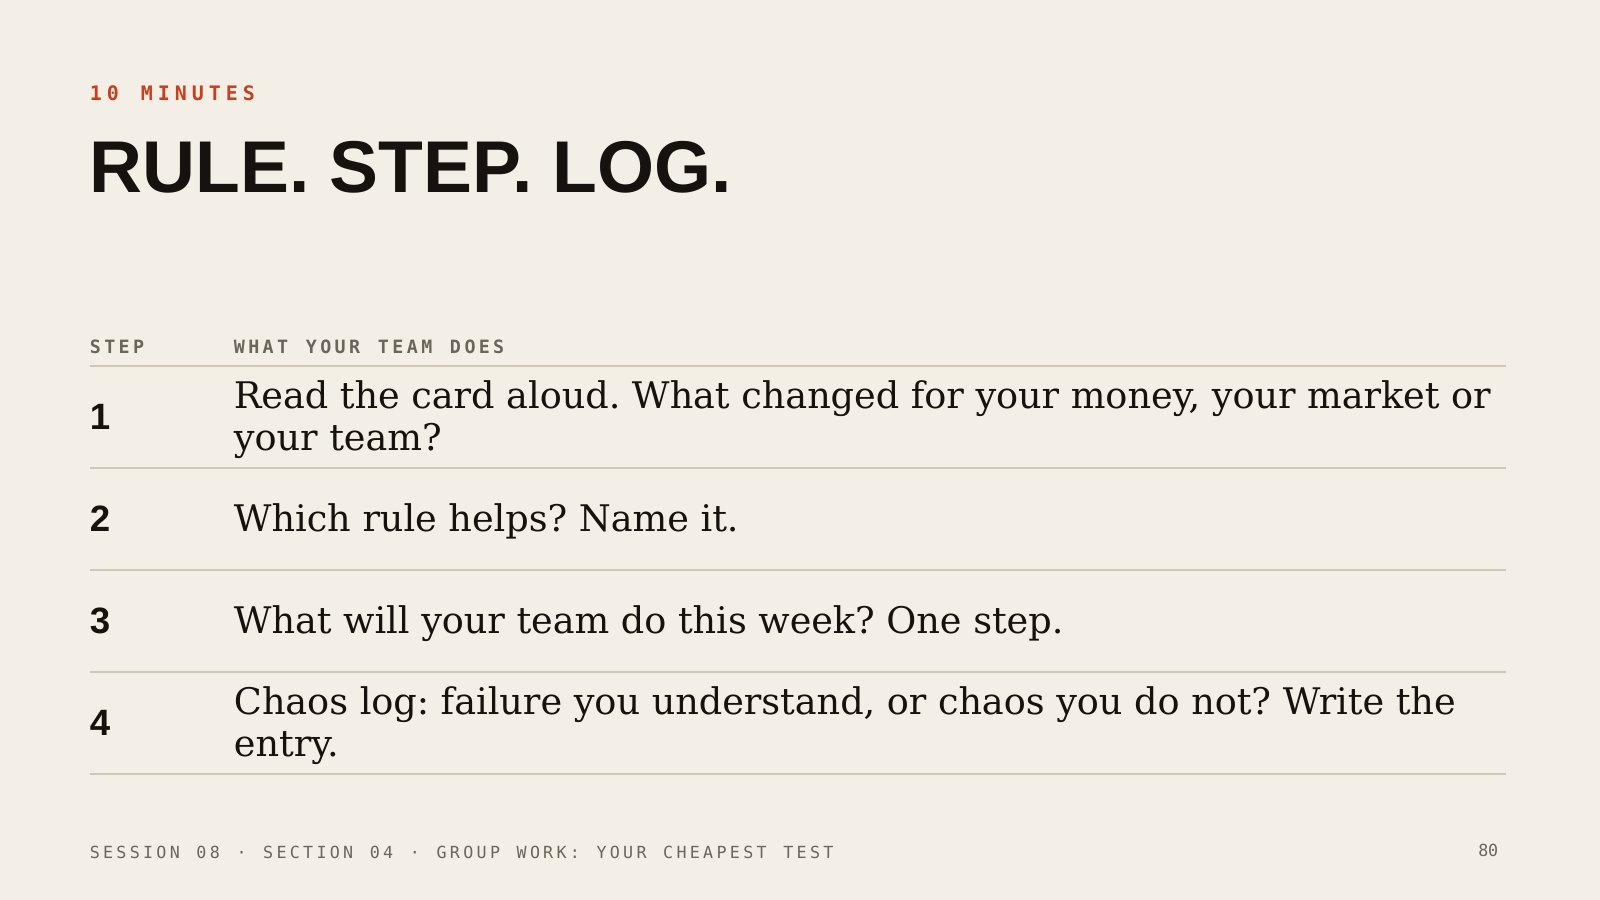 10 MINUTES
RULE. STEP. LOG.
STEP WHAT YOUR TEAM DOES
1 Read the card aloud. What changed for your money, your market or
your team?
2 Which rule helps? Name it.
3 What will your team do this week? One step.
4 Chaos log: failure you understand, or chaos you do not? Write the
entry.
SESSION 08 · SECTION 04 · GROUP WORK: YOUR CHEAPEST TEST 80